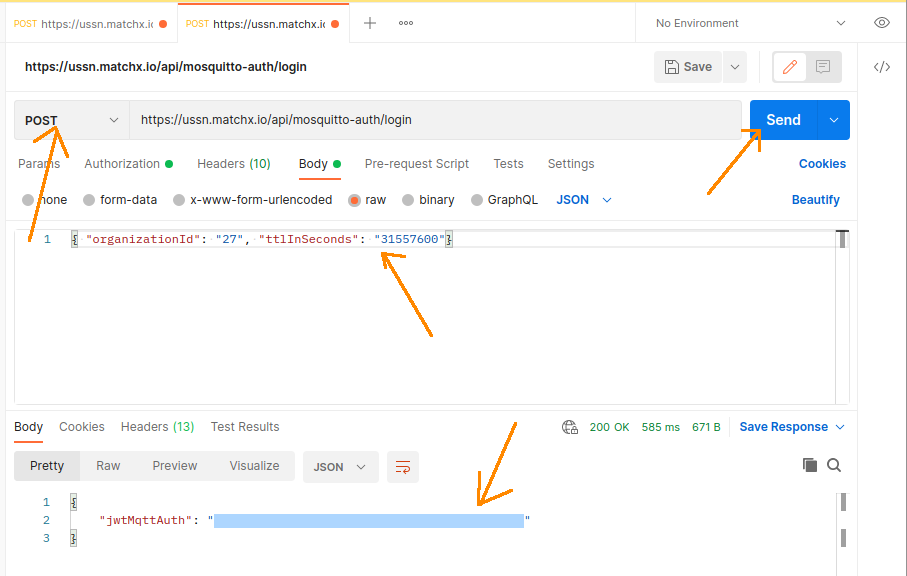 POST https://ussn.matchx.i POST https://ussn.matchx.i No Environment
https://ussn.matchx.io/api/mosquitto-auth/login Save
POST https://ussn.matchx.io/api/mosquitto-auth/login Send
Params Authorization Headers (10) Body Pre-request Script Tests Settings Cookies
none form-data x-www-form-urlencoded raw binary GraphQL JSON Beautify
1 { "organizationId": "27", "ttlInSeconds": "31557600"}
Body Cookies Headers (13) Test Results 200 OK 585 ms 671 B Save Response
Pretty Raw Preview Visualize JSON
1 {
2 "jwtMqttAuth": " "
3 }